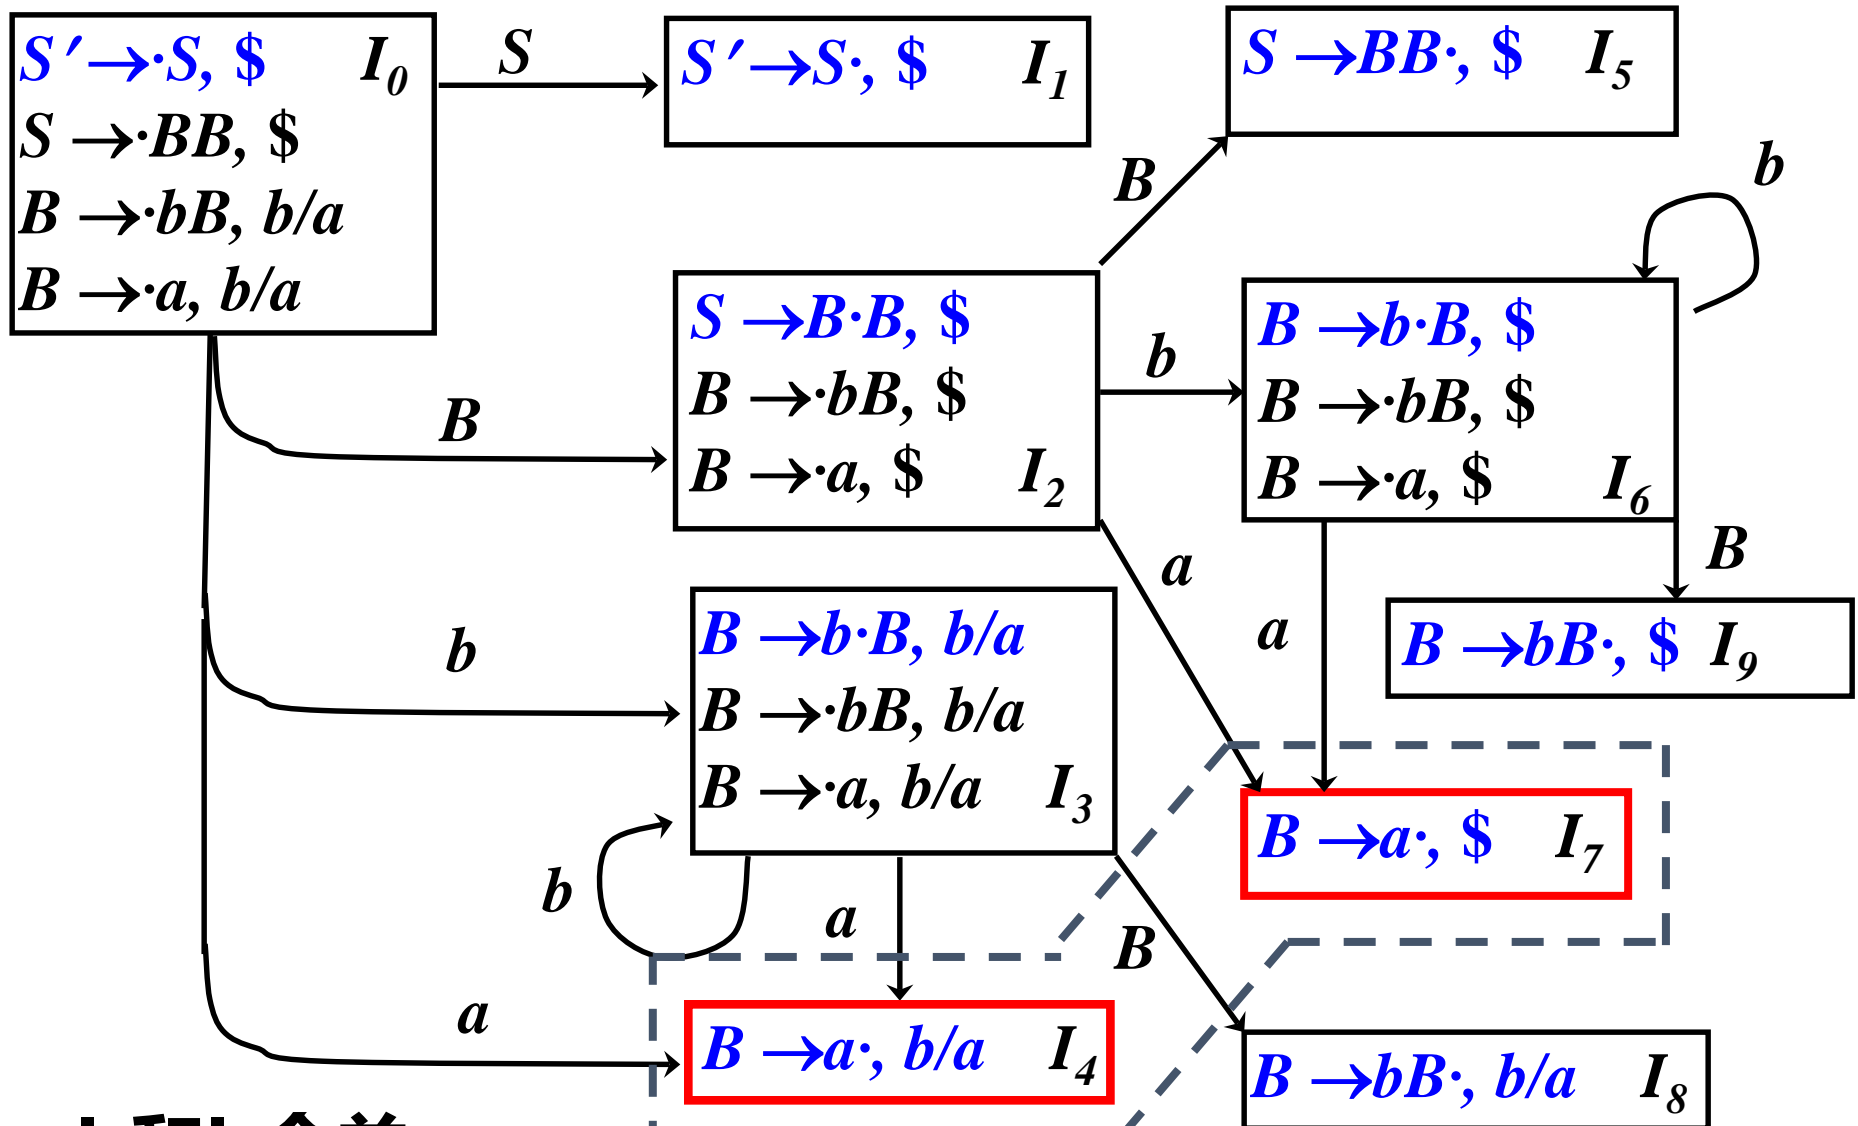 S′→·S, $ I0
S →·BB, $
B →·bB, b/a
B →·a, b/a
S
S′→S·, $ I1
S →BB·, $ I5
B
b
B
S →B·B, $
B →·bB, $
B →·a, $ I2
b
B →b·B, $
B →·bB, $
B →·a, $ I6
a
a
B
B →bB·, $ I9
b
B →b·B, b/a
B →·bB, b/a
B →·a, b/a I3
b
a
B
B →a·, $ I7
a
B →a·, b/a I4
B →bB·, b/a I8